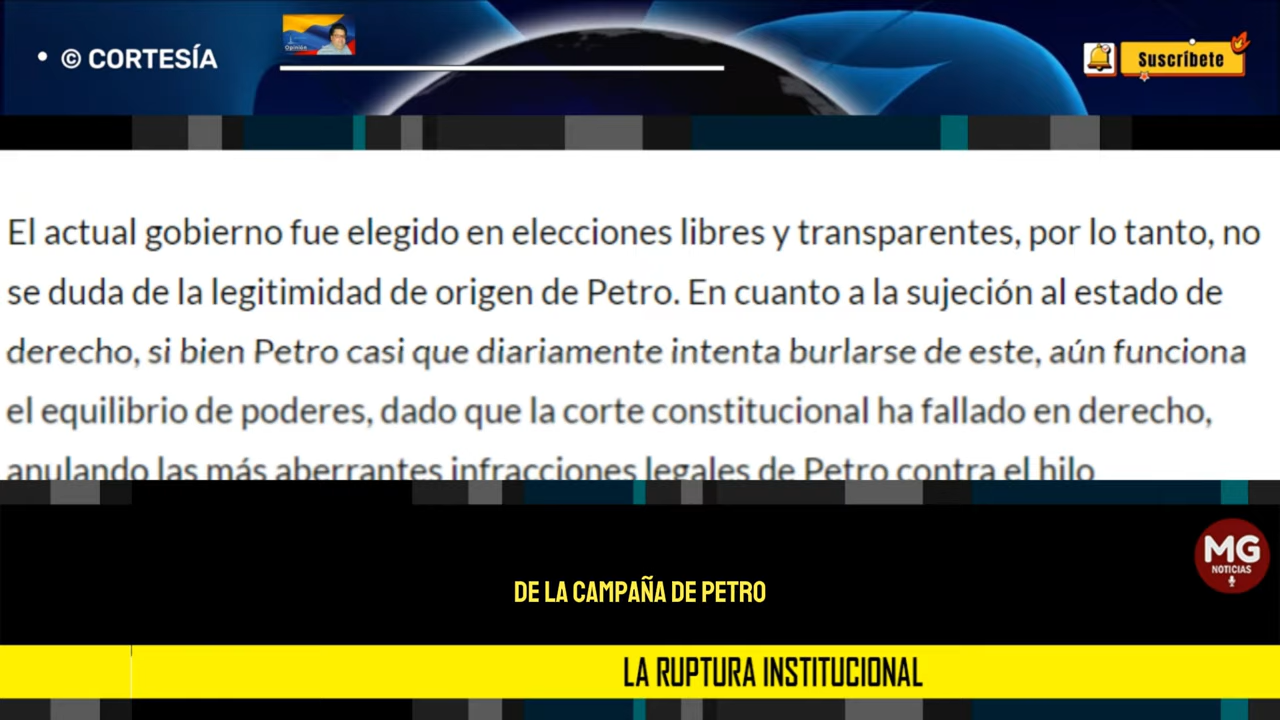 • © CORTESÍA
Opinión
Suscríbete
El actual gobierno fue elegido en elecciones libres y transparentes, por lo tanto, no
se duda de la legitimidad de origen de Petro. En cuanto a la sujeción al estado de
derecho, si bien Petro casi que diariamente intenta burlarse de este, aún funciona
el equilibrio de poderes, dado que la corte constitucional ha fallado en derecho,
anulando las más aberrantes infracciones legales de Petro contra el hilo
MG
NOTICIAS
DE LA CAMPAÑA DE PETRO
LA RUPTURA INSTITUCIONAL